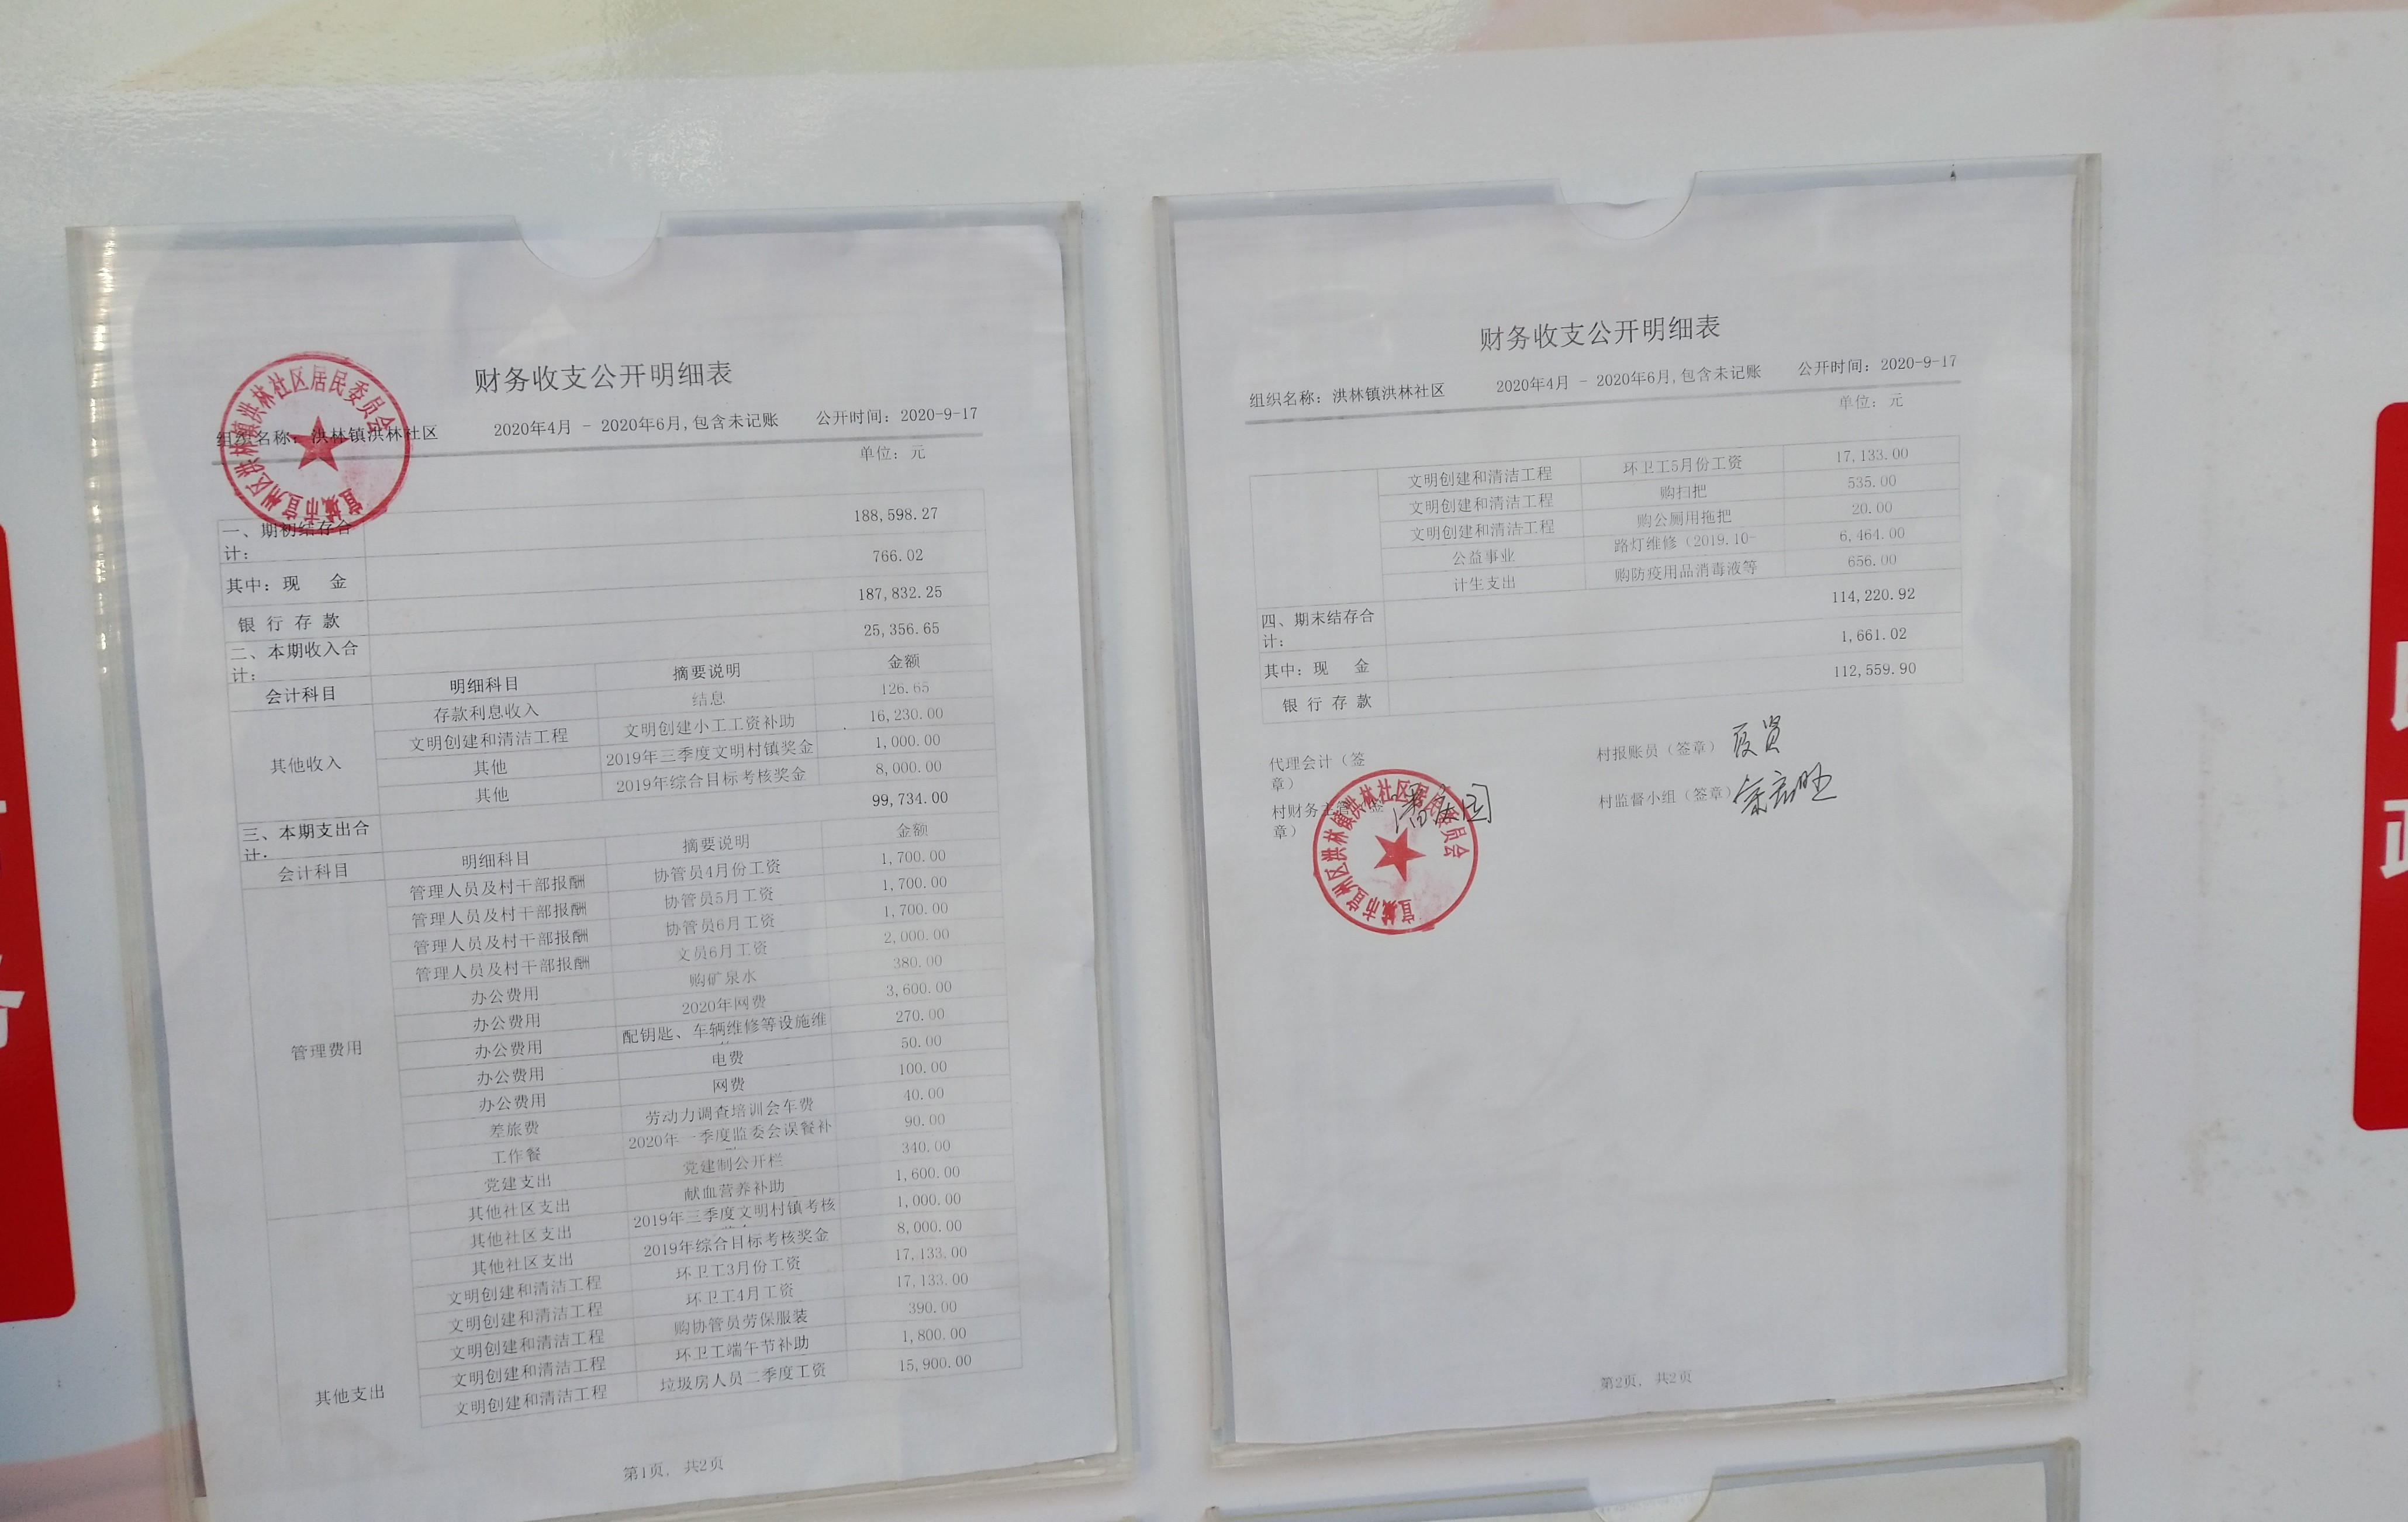 财务收支公开明细表
组织名称：洪林镇洪林社区 2020年4月 - 2020年6月,包含未记账 公开时间：2020-9-17
单位：元
一、期初结存合计： 188,598.27
其中：现 金 766.02
银 行 存 款 187,832.25
二、本期收入合计： 25,356.65
会计科目 明细科目 摘要说明 金额
其他收入
存款利息收入 结息 126.65
文明创建和清洁工程 文明创建小工工资补助 16,230.00
其他 2019年三季度文明村镇奖金 1,000.00
其他 2019年综合目标考核奖金 8,000.00
三、本期支出合计： 99,734.00
会计科目 明细科目 摘要说明 金额
管理费用
管理人员及村干部报酬 协管员4月份工资 1,700.00
管理人员及村干部报酬 协管员5月工资 1,700.00
管理人员及村干部报酬 协管员6月工资 1,700.00
管理人员及村干部报酬 文员6月工资 2,000.00
办公费用 购矿泉水 380.00
办公费用 2020年网费 3,600.00
办公费用 配钥匙、车辆维修等设施维 270.00
办公费用 电费 50.00
办公费用 网费 100.00
差旅费 劳动力调查培训会车费 40.00
工作餐 2020年一季度监委会误餐补 90.00
党建支出 党建制公开栏 340.00
其他支出
其他社区支出 献血营养补助 1,600.00
其他社区支出 2019年三季度文明村镇考核 1,000.00
其他社区支出 2019年综合目标考核奖金 8,000.00
文明创建和清洁工程 环卫工3月份工资 17,133.00
文明创建和清洁工程 环卫工4月工资 17,133.00
文明创建和清洁工程 购协管员劳保服装 390.00
文明创建和清洁工程 环卫工端午节补助 1,800.00
文明创建和清洁工程 垃圾房人员二季度工资 15,900.00
第1页，共2页
宣城市宣州区洪林镇洪林社区居民委员会
财务收支公开明细表
组织名称：洪林镇洪林社区 2020年4月 - 2020年6月,包含未记账 公开时间：2020-9-17
单位：元
文明创建和清洁工程 环卫工5月份工资 17,133.00
文明创建和清洁工程 购扫把 535.00
文明创建和清洁工程 购公厕用拖把 20.00
公益事业 路灯维修（2019.10- 6,464.00
计生支出 购防疫用品消毒液等 656.00
四、期末结存合计： 114,220.92
其中：现 金 1,661.02
银 行 存 款 112,559.90
代理会计（签章） 村报账员（签章）
村财务主管（签章） 村监督小组（签章）
宣城市宣州区洪林镇洪林社区居民委员会
第2页，共2页